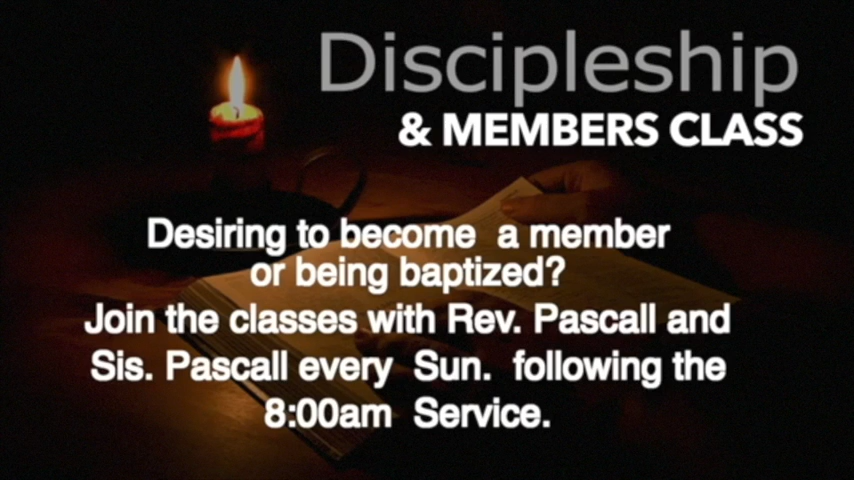 Discipleship
& MEMBERS CLASS
Desiring to become a member
or being baptized?
Join the classes with Rev. Pascall and
Sis. Pascall every Sun. following the
8:00am Service.